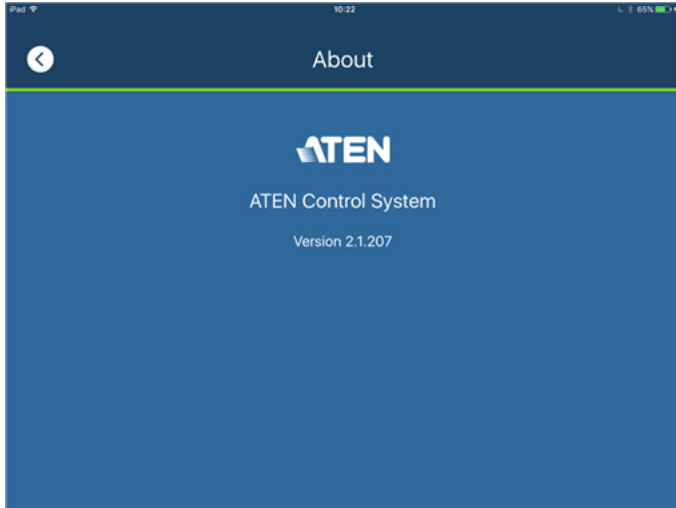 iPad 10:22 65%
About
ATEN
ATEN Control System
Version 2.1.207